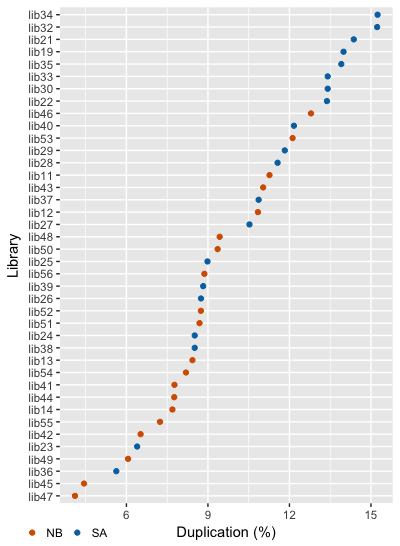 lib34
lib32
lib21
lib19
lib35
lib33
lib30
lib22
lib46
lib40
lib53
lib29
lib28
lib11
lib43
lib37
lib12
lib27
lib48
lib50
lib25
lib56
lib39
lib26
lib52
lib51
lib24
lib38
lib13
lib54
lib41
lib44
lib14
lib55
lib42
lib23
lib49
lib36
lib45
lib47
Library
6 9 12 15
Duplication (%)
NB SA